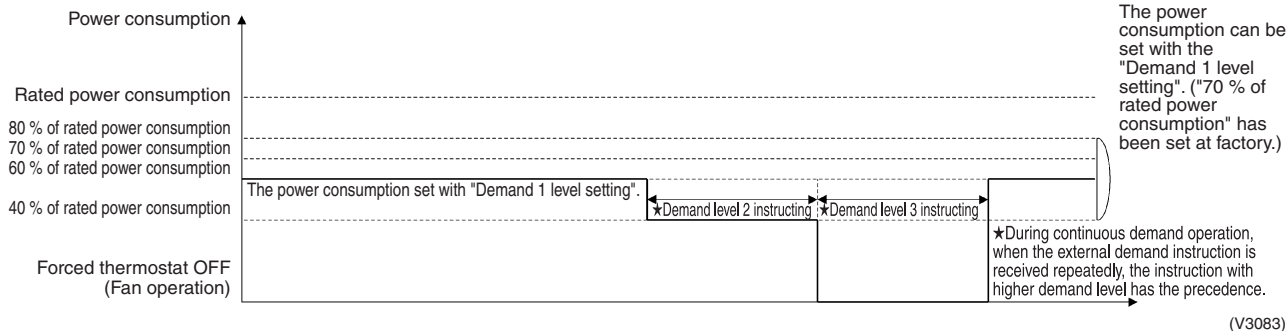 Power consumption
Rated power consumption
80 % of rated power consumption
70 % of rated power consumption
60 % of rated power consumption
40 % of rated power consumption
Forced thermostat OFF
(Fan operation)
The power consumption set with "Demand 1 level setting".
★Demand level 2 instructing
★Demand level 3 instructing
The power
consumption can be
set with the
"Demand 1 level
setting". ("70 % of
rated power
consumption" has
been set at factory.)
★During continuous demand operation,
when the external demand instruction is
received repeatedly, the instruction with
higher demand level has the precedence.
(V3083)